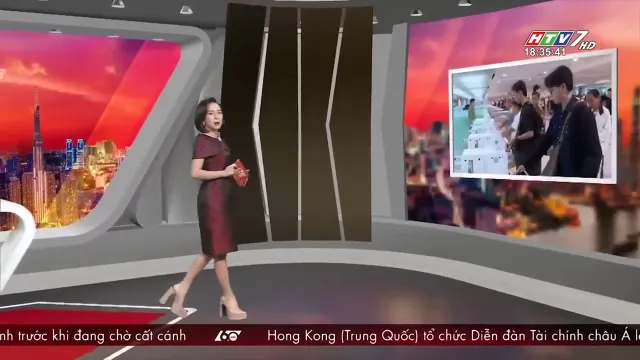 HTV7 HD
18:35:41
nh trước khi đang chờ cất cánh 60 Hong Kong (Trung Quốc) tổ chức Diễn đàn Tài chính châu Á l